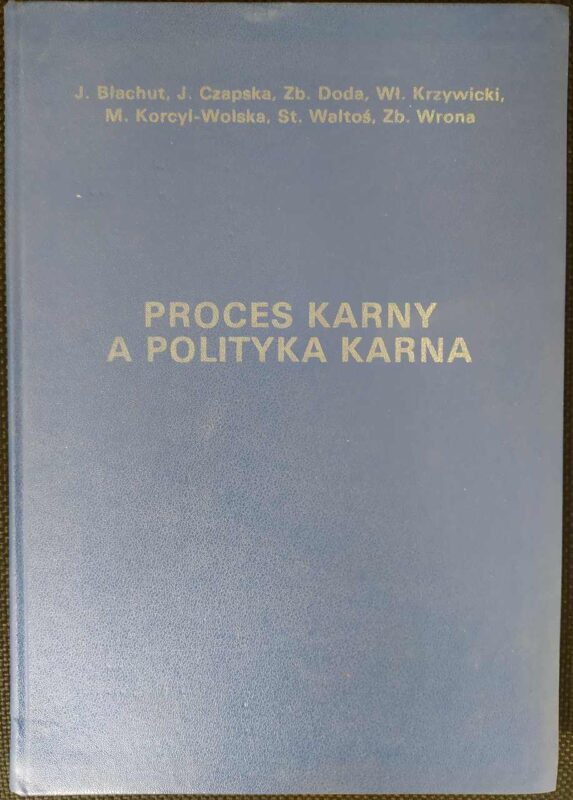 J. Błachut, J. Czapska, Zb. Doda, Wł. Krzywicki,
M. Korcyl-Wolska, St. Waltoś, Zb. Wrona
PROCES KARNY
A POLITYKA KARNA